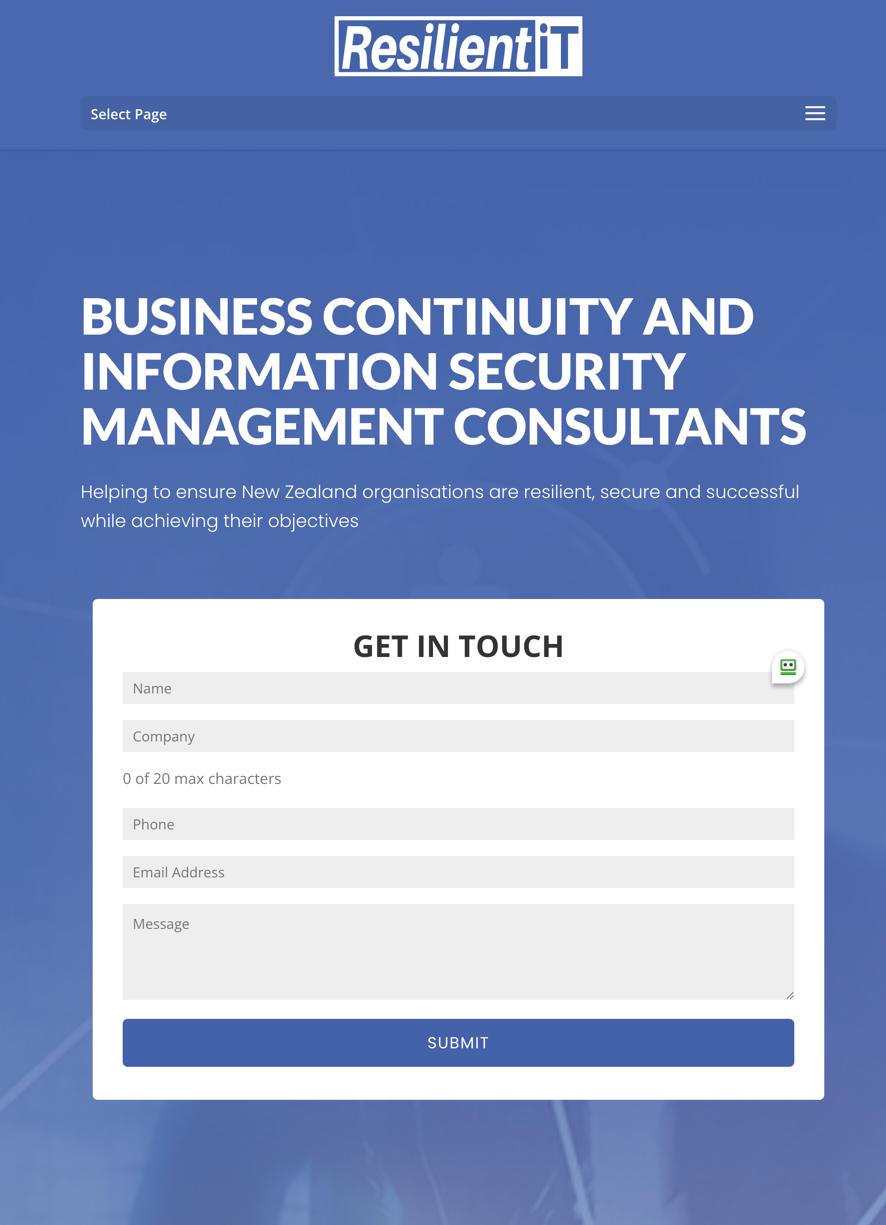 ResilientiT
Select Page
BUSINESS CONTINUITY AND
INFORMATION SECURITY
MANAGEMENT CONSULTANTS
Helping to ensure New Zealand organisations are resilient, secure and successful
while achieving their objectives
GET IN TOUCH
Name
Company
0 of 20 max characters
Phone
Email Address
Message
SUBMIT